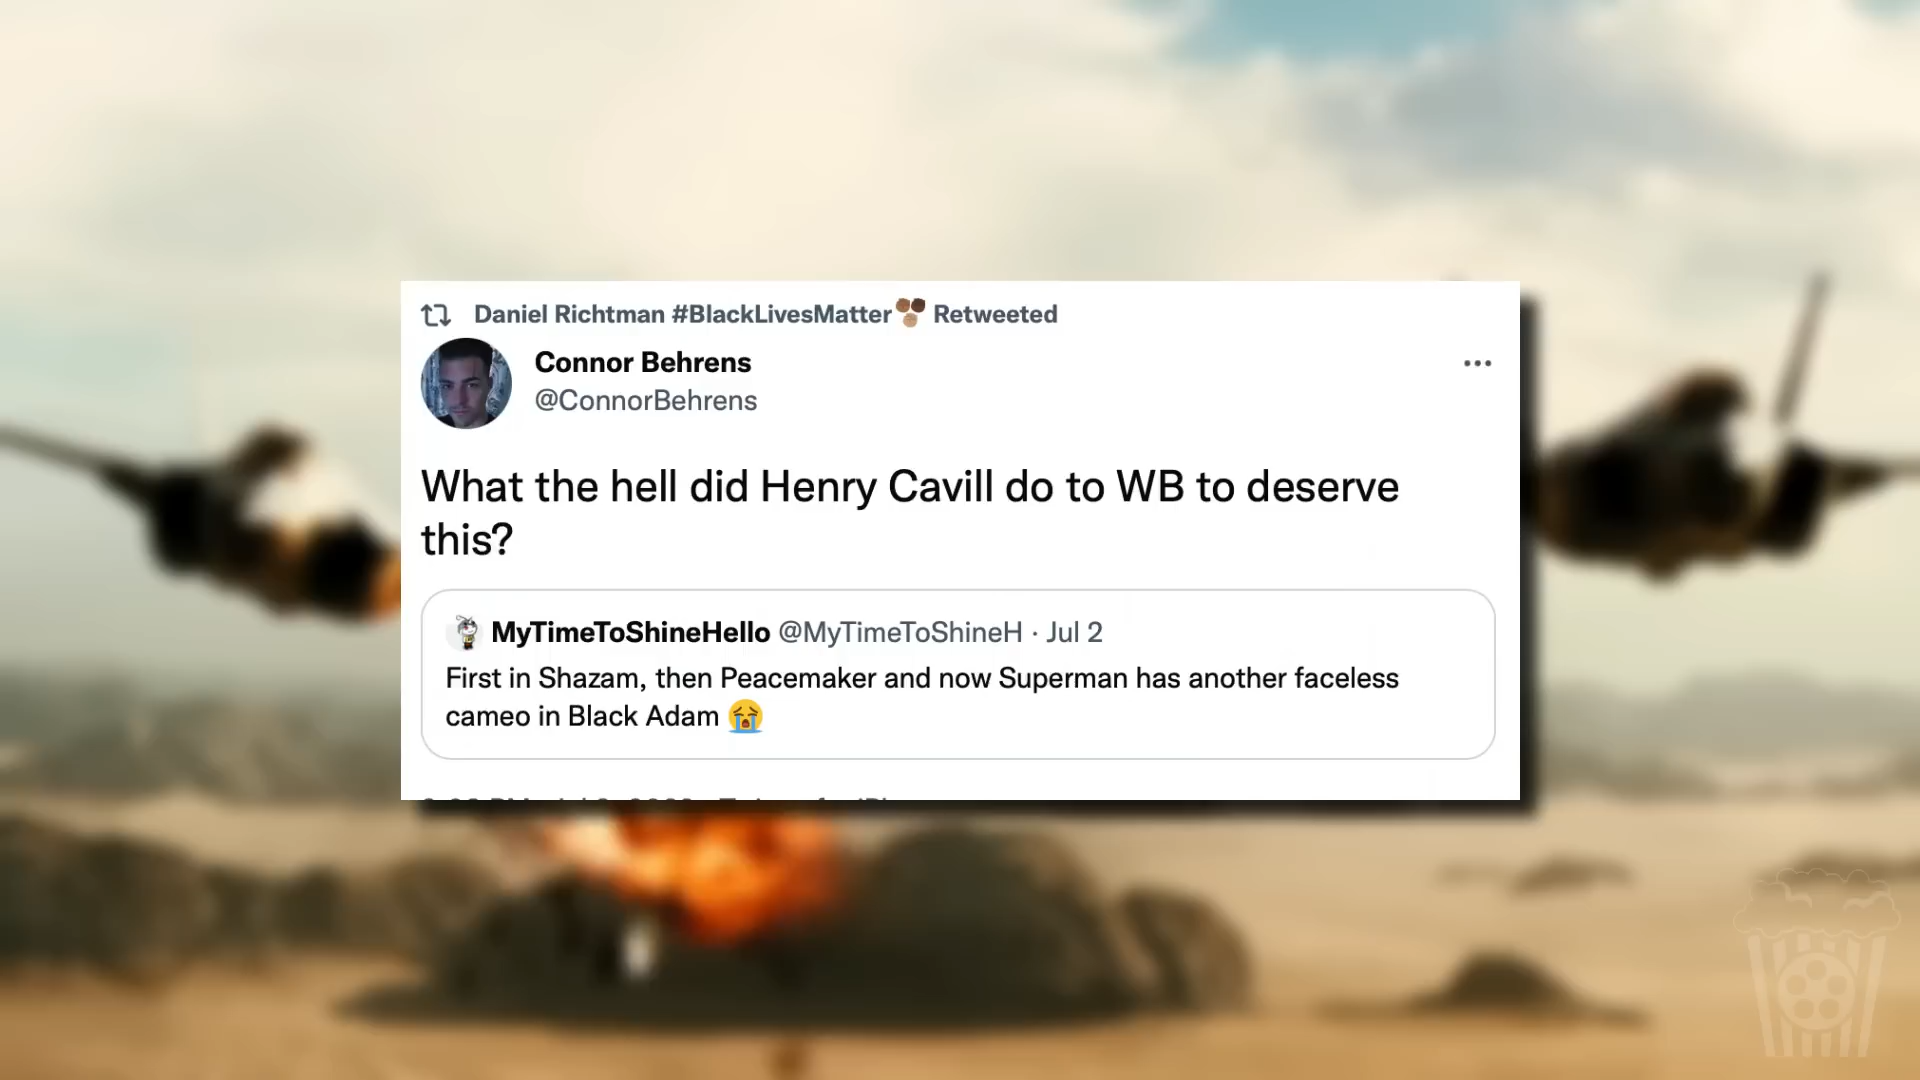 Daniel Richtman #BlackLivesMatter Retweeted
Connor Behrens
@ConnorBehrens
What the hell did Henry Cavill do to WB to deserve
this?
MyTimeToShineHello @MyTimeToShineH · Jul 2
First in Shazam, then Peacemaker and now Superman has another faceless
cameo in Black Adam 😭